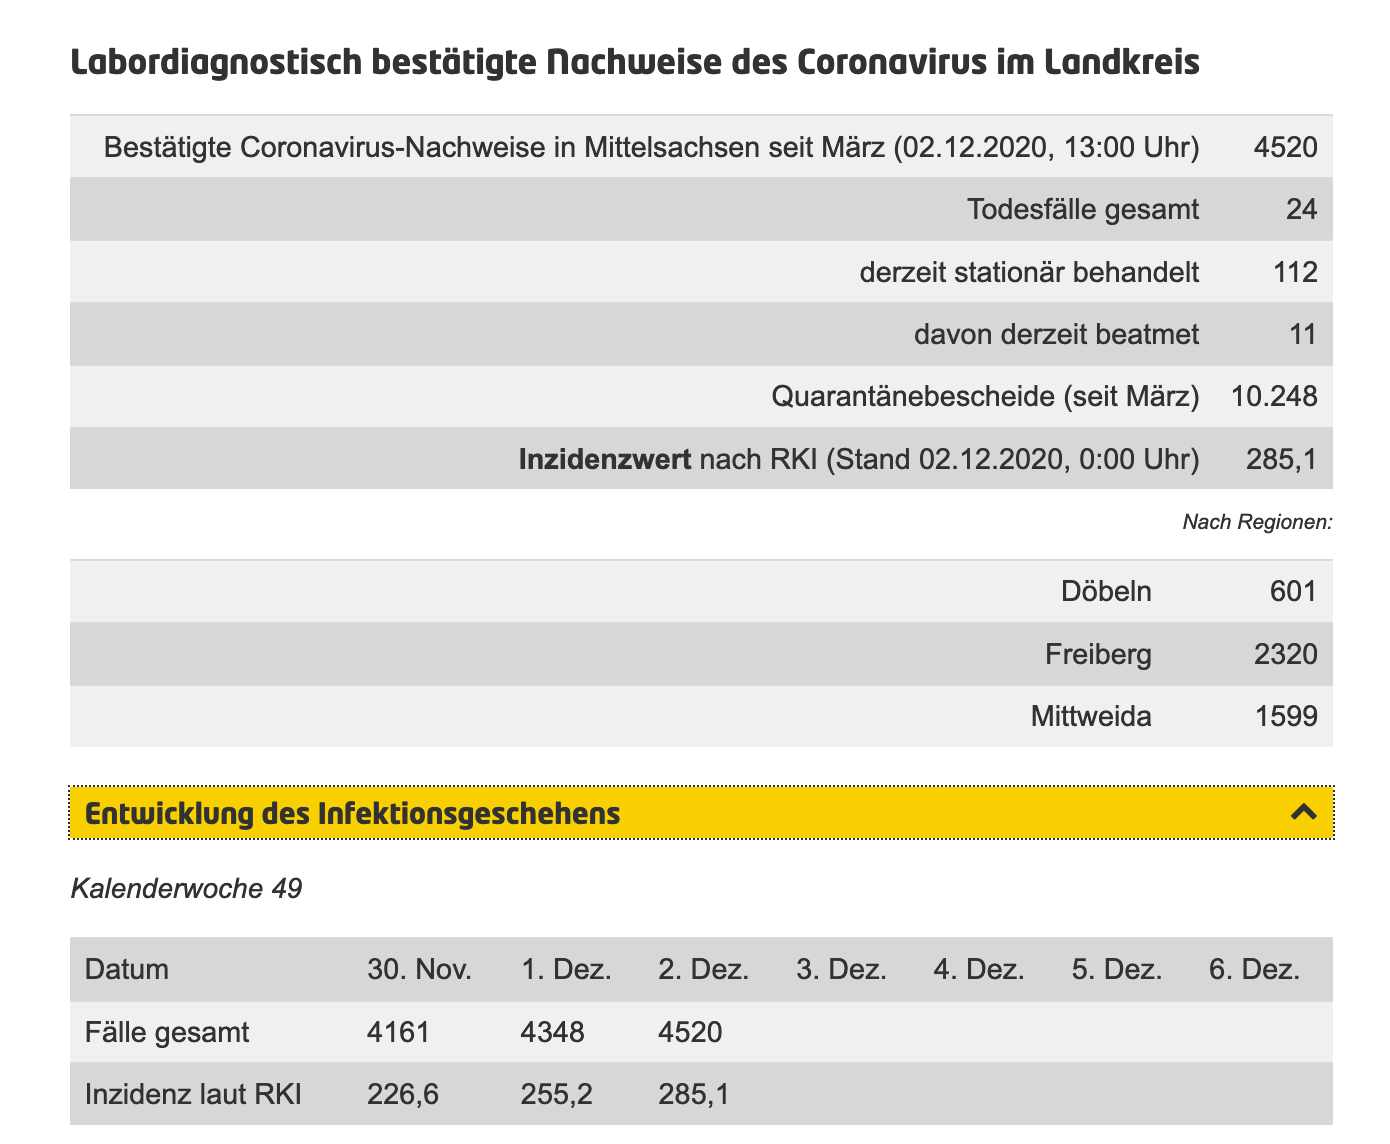 Labordiagnostisch bestätigte Nachweise des Coronavirus im Landkreis
Bestätigte Coronavirus-Nachweise in Mittelsachsen seit März (02.12.2020, 13:00 Uhr) 4520
Todesfälle gesamt 24
derzeit stationär behandelt 112
davon derzeit beatmet 11
Quarantänebescheide (seit März) 10.248
Inzidenzwert nach RKI (Stand 02.12.2020, 0:00 Uhr) 285,1
Nach Regionen:
Döbeln 601
Freiberg 2320
Mittweida 1599
Entwicklung des Infektionsgeschehens
Kalenderwoche 49
Datum 30. Nov. 1. Dez. 2. Dez. 3. Dez. 4. Dez. 5. Dez. 6. Dez.
Fälle gesamt 4161 4348 4520
Inzidenz laut RKI 226,6 255,2 285,1